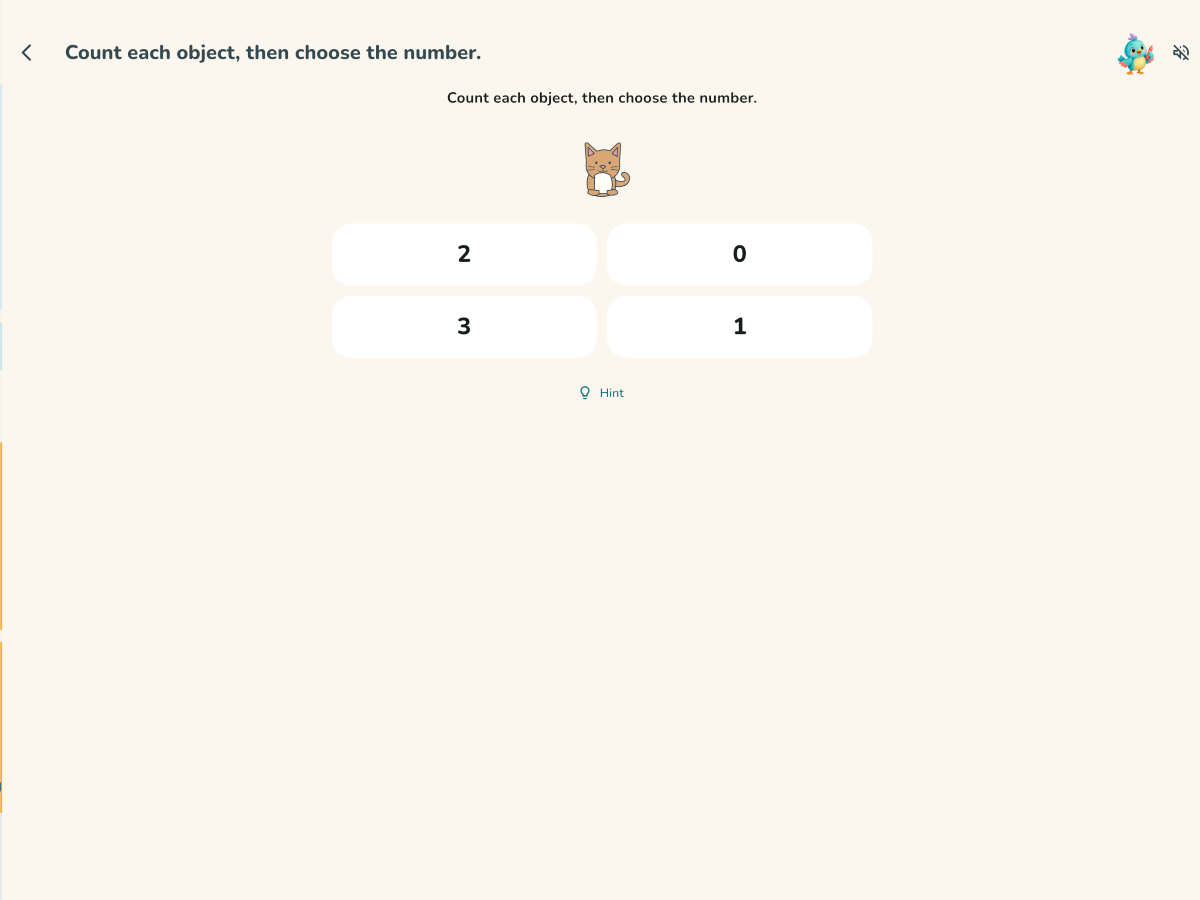 Count each object, then choose the number.
Count each object, then choose the number.
2
0
3
1
Hint